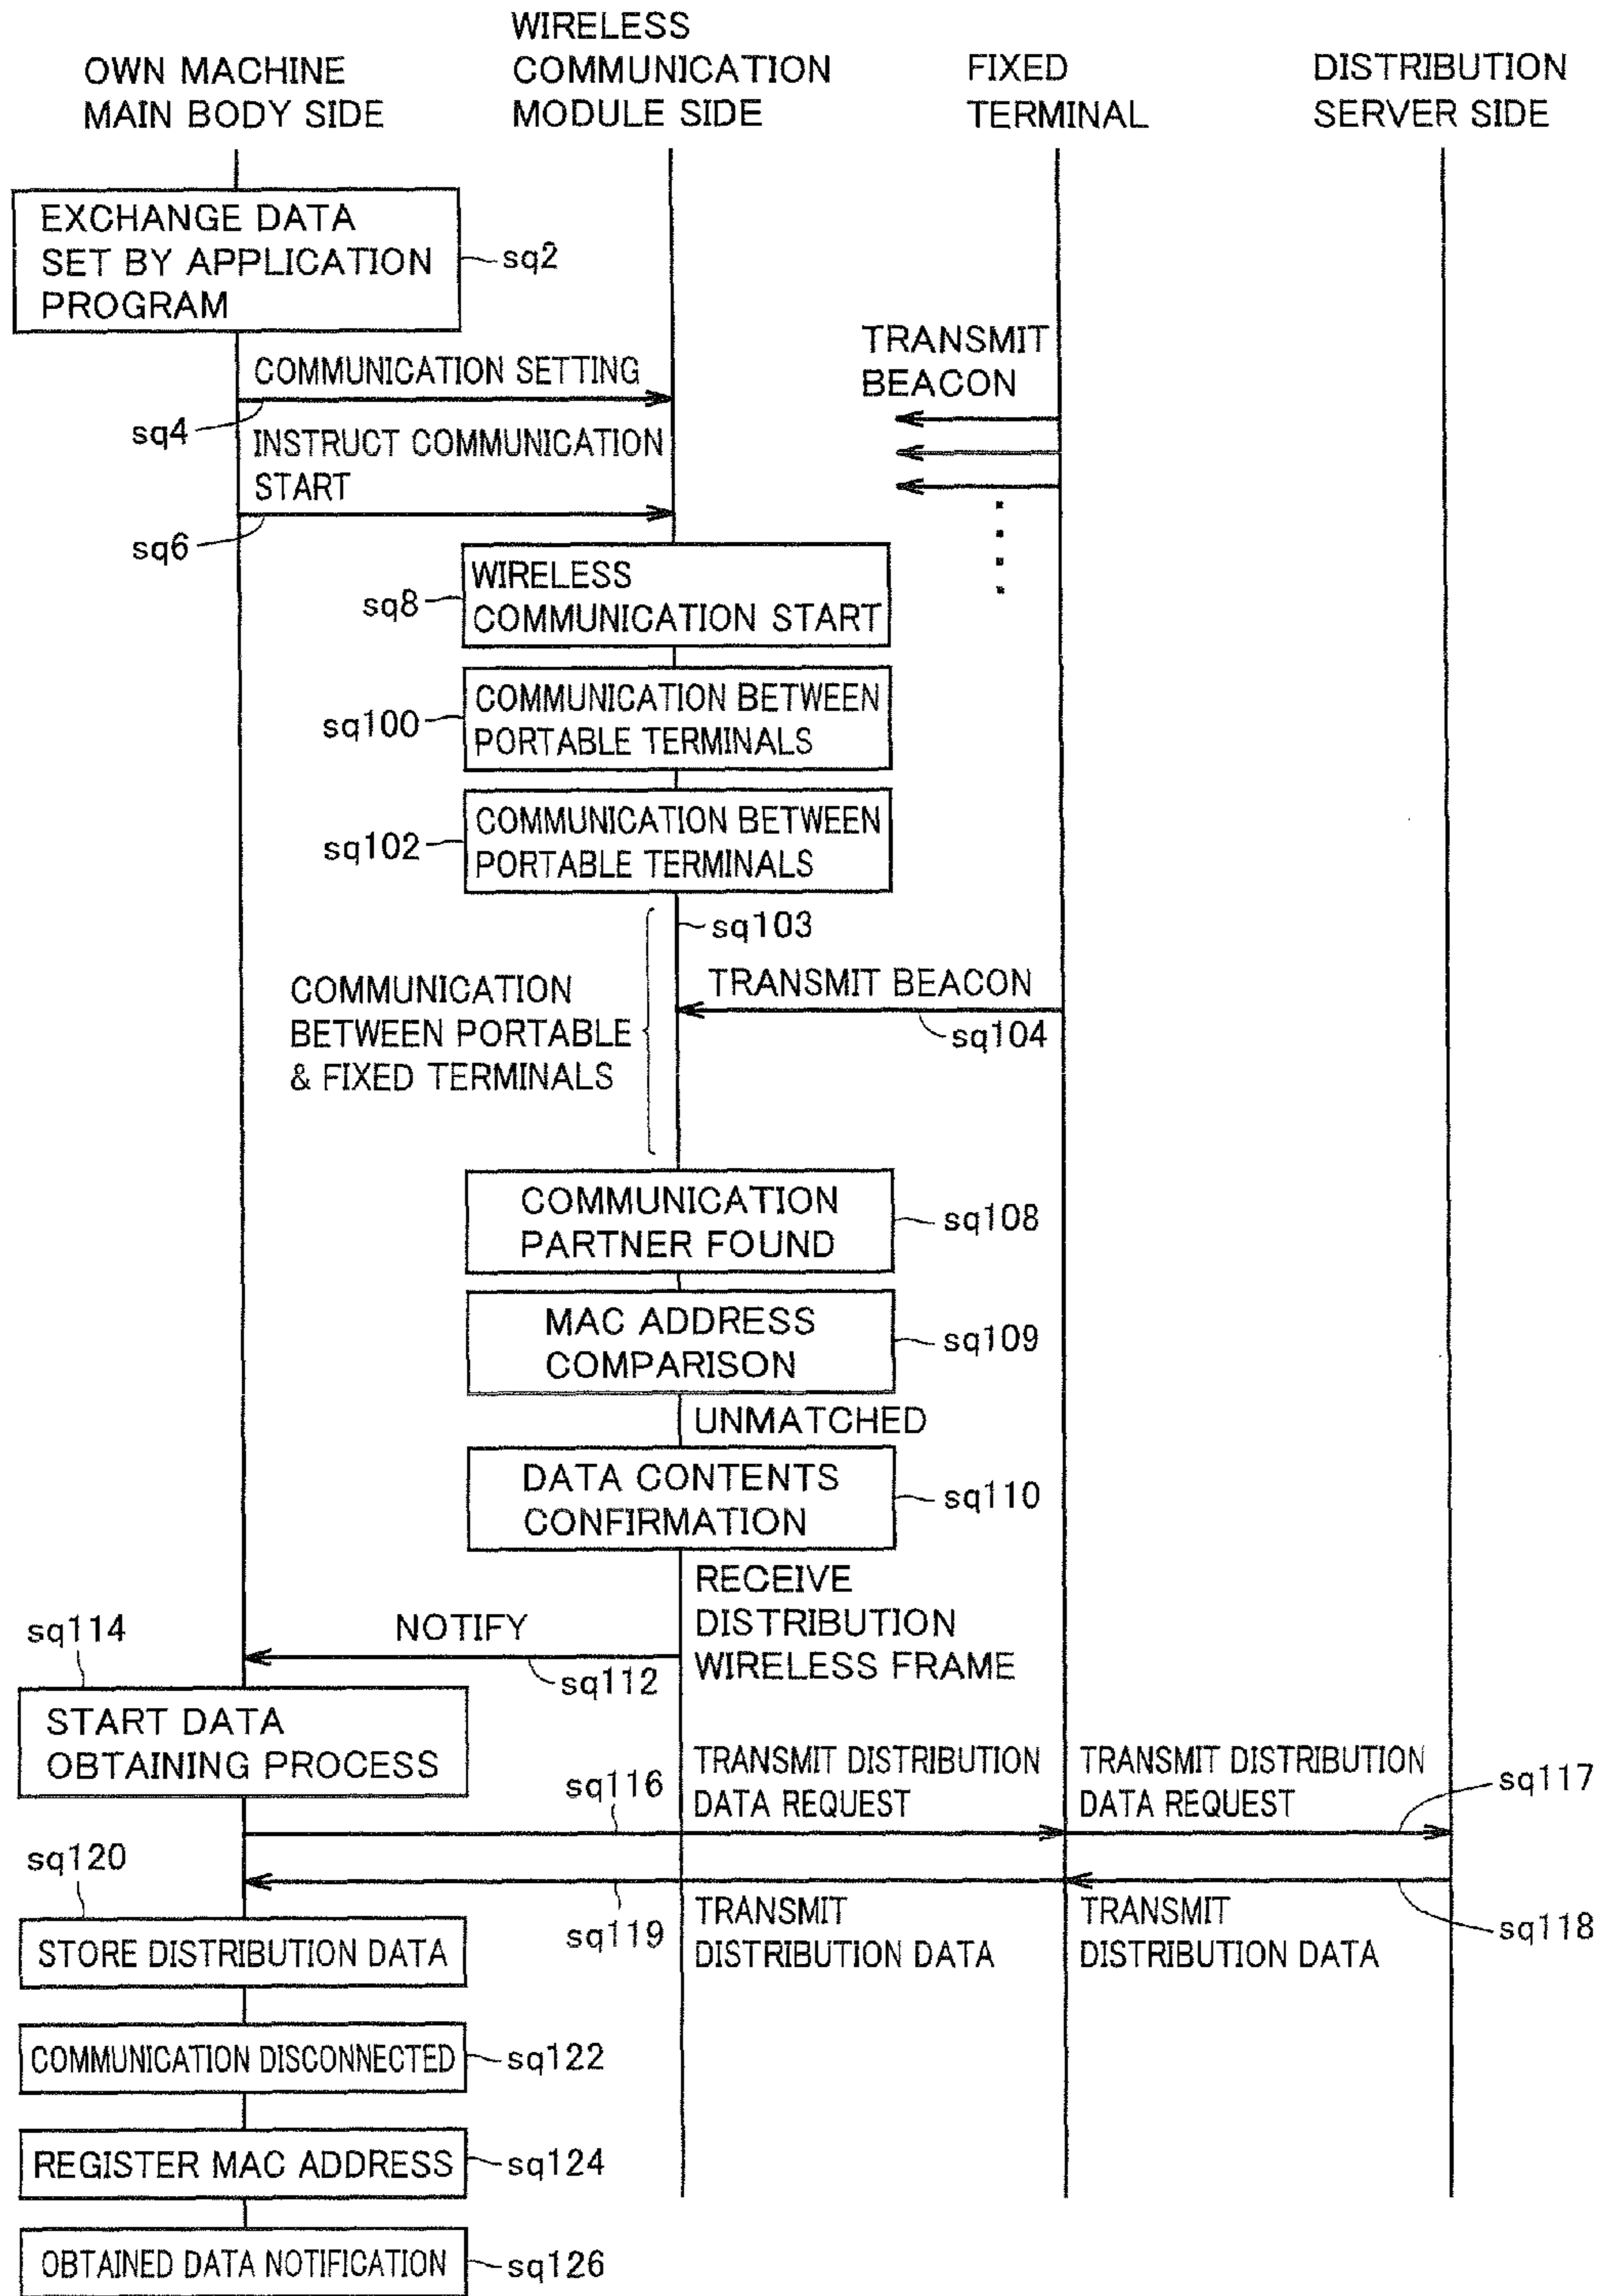 OWN MACHINE
MAIN BODY SIDE
WIRELESS
COMMUNICATION
MODULE SIDE
FIXED
TERMINAL
DISTRIBUTION
SERVER SIDE
EXCHANGE DATA
SET BY APPLICATION
PROGRAM
sq2
TRANSMIT
BEACON
COMMUNICATION SETTING
sq4
INSTRUCT COMMUNICATION
START
sq6
WIRELESS
COMMUNICATION START
sq8
COMMUNICATION BETWEEN
PORTABLE TERMINALS
sq100
COMMUNICATION BETWEEN
PORTABLE TERMINALS
sq102
sq103
COMMUNICATION
BETWEEN PORTABLE
& FIXED TERMINALS
TRANSMIT BEACON
sq104
COMMUNICATION
PARTNER FOUND
sq108
MAC ADDRESS
COMPARISON
sq109
UNMATCHED
DATA CONTENTS
CONFIRMATION
sq110
RECEIVE
DISTRIBUTION
WIRELESS FRAME
NOTIFY
sq112
sq114
START DATA
OBTAINING PROCESS
sq116
TRANSMIT DISTRIBUTION
DATA REQUEST
TRANSMIT DISTRIBUTION
DATA REQUEST
sq117
sq120
STORE DISTRIBUTION DATA
sq119
TRANSMIT
DISTRIBUTION DATA
TRANSMIT
DISTRIBUTION DATA
sq118
COMMUNICATION DISCONNECTED
sq122
REGISTER MAC ADDRESS
sq124
OBTAINED DATA NOTIFICATION
sq126